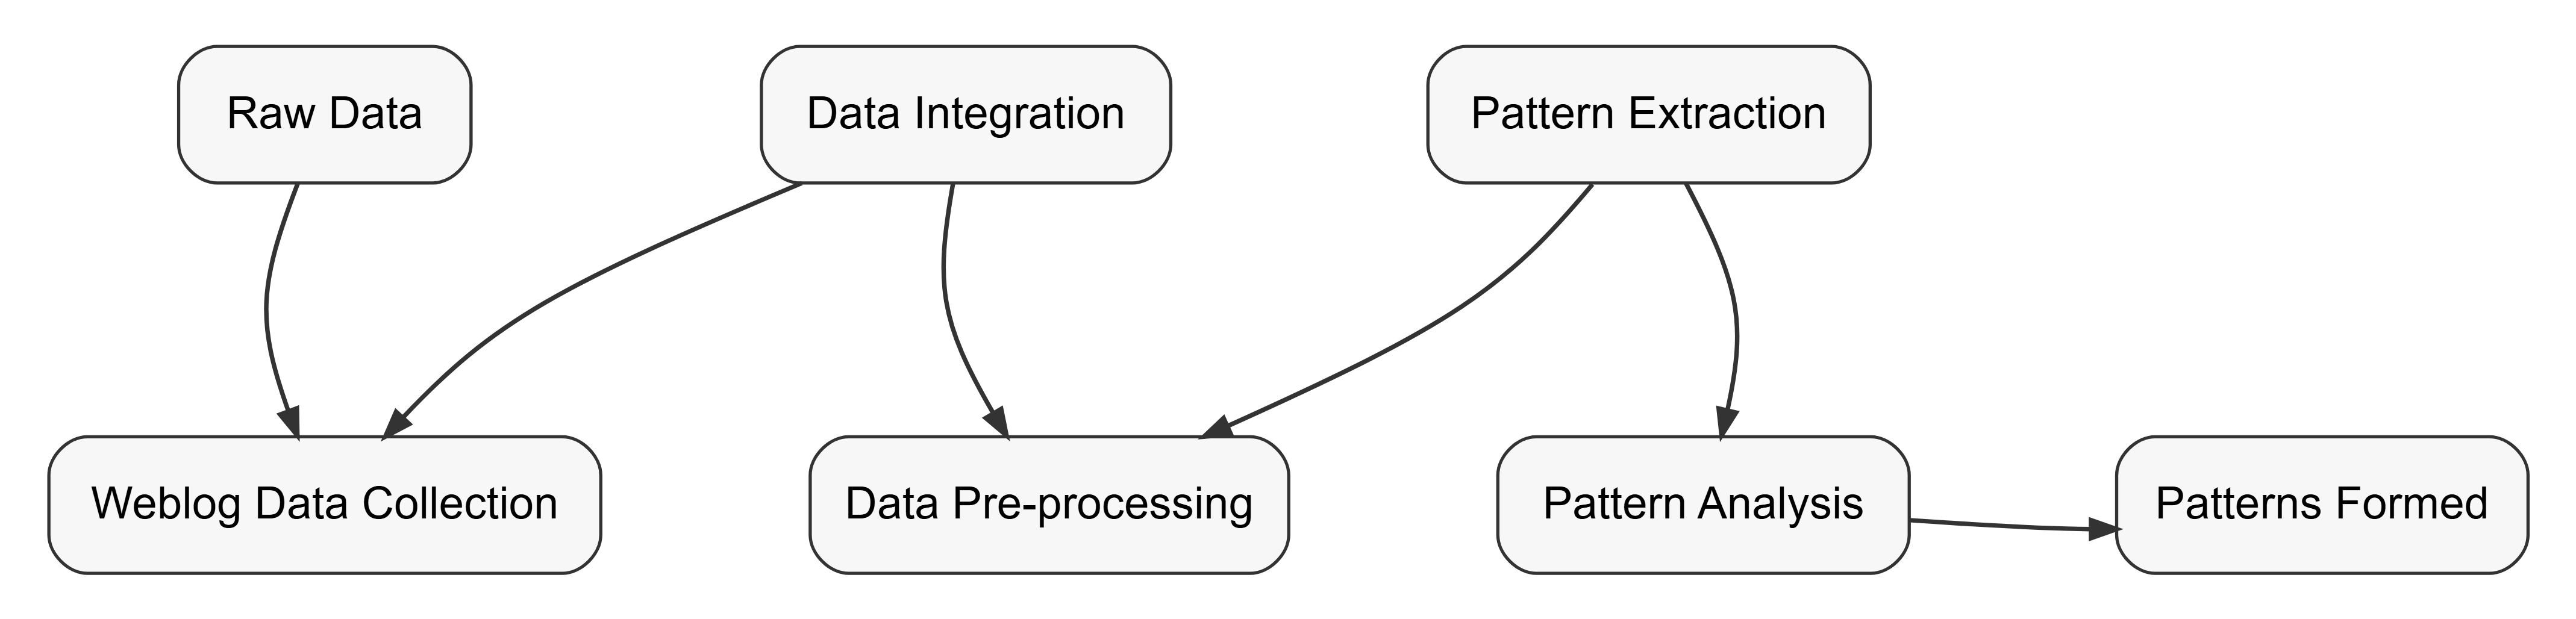 Raw Data
Data Integration
Pattern Extraction
Weblog Data Collection
Data Pre-processing
Pattern Analysis
Patterns Formed